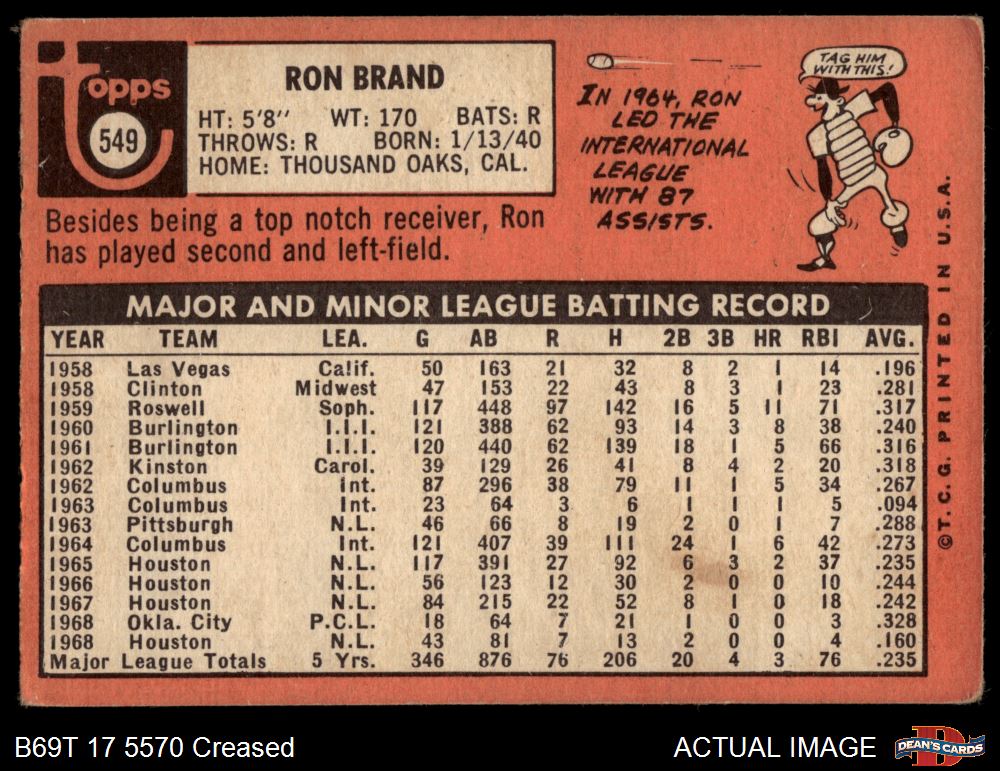 Topps
549
RON BRAND
HT: 5'8" WT: 170 BATS: R
THROWS: R BORN: 1/13/40
HOME: THOUSAND OAKS, CAL.
Besides being a top notch receiver, Ron
has played second and left-field.
IN 1964, RON
LED THE
INTERNATIONAL
LEAGUE
WITH 87
ASSISTS.
TAG HIM
WITH THIS!
MAJOR AND MINOR LEAGUE BATTING RECORD
YEAR TEAM LEA. G AB R H 2B 3B HR RBI AVG.
1958 Las Vegas Calif. 50 163 21 32 8 2 1 14 .196
1958 Clinton Midwest 47 153 22 43 8 3 1 23 .281
1959 Roswell Soph. 117 448 97 142 16 5 11 71 .317
1960 Burlington I.I.I. 121 388 62 93 14 3 8 38 .240
1961 Burlington I.I.I. 120 440 62 139 18 1 5 66 .316
1962 Kinston Carol. 39 129 26 41 8 4 2 20 .318
1962 Columbus Int. 87 296 38 79 11 1 5 34 .267
1963 Columbus Int. 23 64 3 6 1 1 1 5 .094
1963 Pittsburgh N.L. 46 66 8 19 2 0 1 7 .288
1964 Columbus Int. 121 407 39 111 24 1 6 42 .273
1965 Houston N.L. 117 391 27 92 6 3 2 37 .235
1966 Houston N.L. 56 123 12 30 2 0 0 10 .244
1967 Houston N.L. 84 215 22 52 8 1 0 18 .242
1968 Okla. City P.C.L. 18 64 7 21 1 0 0 3 .328
1968 Houston N.L. 43 81 7 13 2 0 0 4 .160
Major League Totals 5 Yrs. 346 876 76 206 20 4 3 76 .235
©T.C.G. PRINTED IN U.S.A.
B69T 17 5570 Creased
ACTUAL IMAGE
DEAN'S CARDS